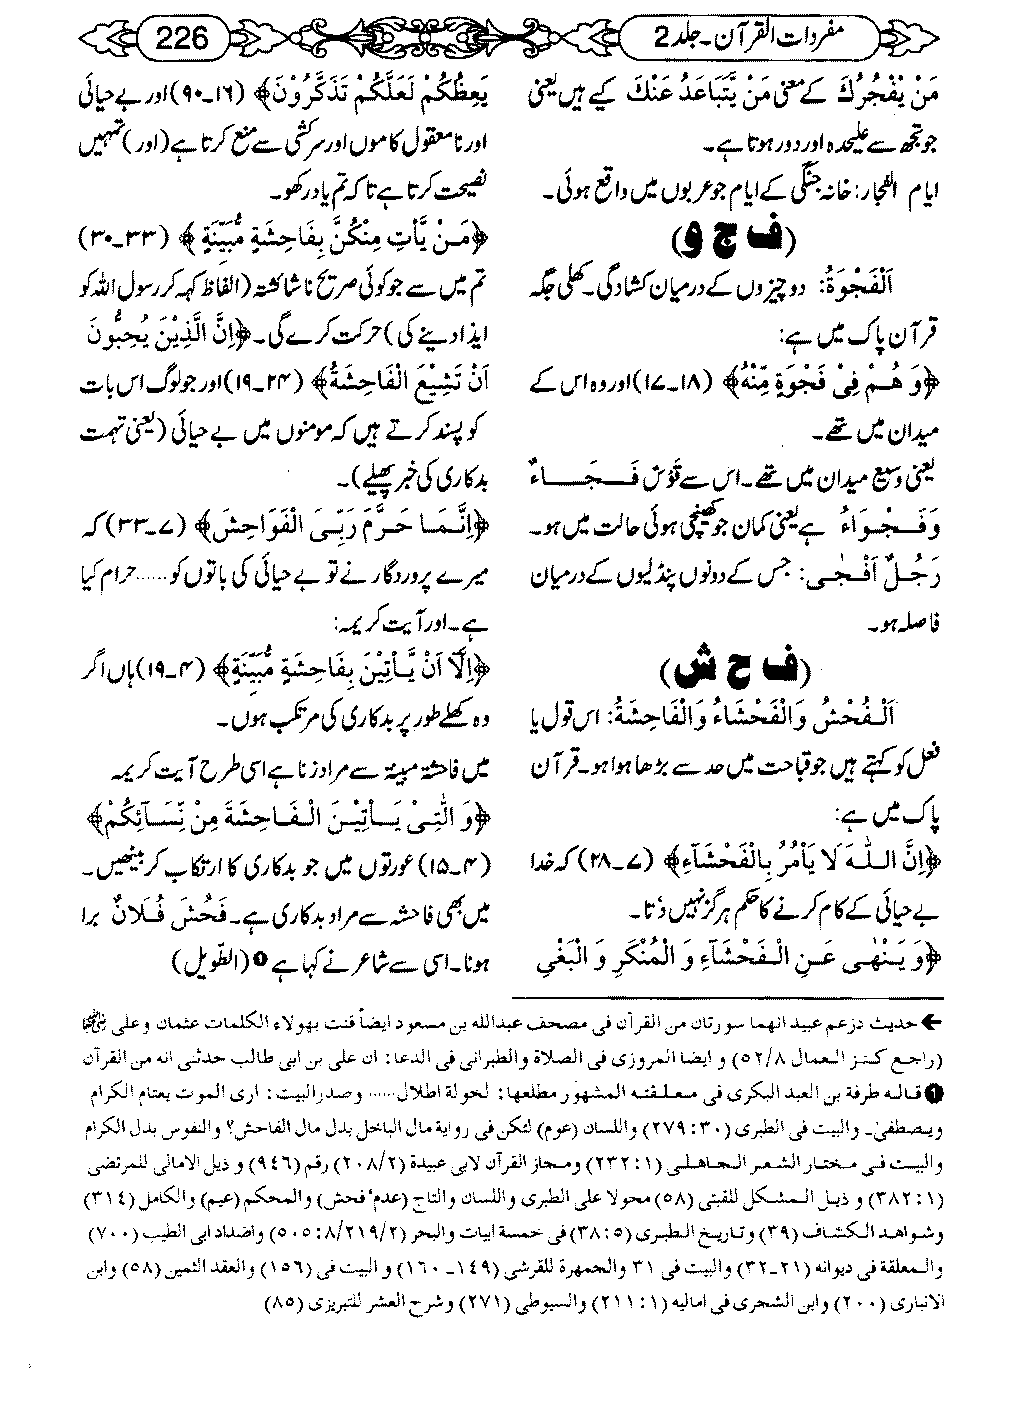 مفردات القرآن۔جلد 2
226
مَنْ يَفْجُرُكَ کے معنی مَنْ يَّتَبَاعَدُ عَنْكَ کے ہیں یعنی
جو تجھ سے علیحدہ اور دور ہوتا ہے۔
ایام الفجار: خانہ جنگی کے ایام جو عربوں میں واقع ہوئی۔
(ف ج و)
اَلْفَجْوَةُ: دو چیزوں کے درمیان کشادگی۔ کھلی جگہ
قرآن پاک میں ہے:
﴿وَ هُمْ فِيْ فَجْوَةٍ مِّنْهُ﴾ (۱۸۔۱۷) اور وہ اس کے
میدان میں تھے۔
یعنی وسیع میدان میں تھے۔ اس سے قَوْسٌ فَجَاءٌ
وَفَجْوَاءُ ہے یعنی کمان جو کھینچی ہوئی حالت میں ہو۔
رَجُلٌ اَفْجٰى: جس کے دونوں پنڈلیوں کے درمیان
فاصلہ ہو۔
(ف ح ش)
اَلْفُحْشُ وَالْفَحْشَاءُ وَالْفَاحِشَةُ: اس قول یا
فعل کو کہتے ہیں جو قباحت میں حد سے بڑھا ہوا ہو۔ قرآن
پاک میں ہے:
﴿اِنَّ اللّٰهَ لَا يَأْمُرُ بِالْفَحْشَآءِ﴾ (۷۔۲۸) کہ خدا
بے حیائی کے کام کرنے کا حکم ہرگز نہیں دتا۔
﴿وَ يَنْهٰى عَنِ الْفَحْشَآءِ وَ الْمُنْكَرِ وَ الْبَغْيِ
يَعِظُكُمْ لَعَلَّكُمْ تَذَكَّرُوْنَ﴾ (۱۶۔۹۰) اور بے حیائی
اور نامعقول کاموں اور سرکشی سے منع کرتا ہے (اور) تمہیں
نصیحت کرتا ہے تاکہ تم یاد رکھو۔
﴿مَنْ يَّأْتِ مِنْكُنَّ بِفَاحِشَةٍ مُّبَيِّنَةٍ﴾ (۳۳۔۳۰)
تم میں سے جو کوئی صریح ناشائستہ (الفاظ کہہ کر رسول اللہ کو
ایذا دینے کی) حرکت کرے گی۔ ﴿اِنَّ الَّذِيْنَ يُحِبُّوْنَ
اَنْ تَشِيْعَ الْفَاحِشَةُ﴾ (۲۴۔۱۹) اور جو لوگ اس بات
کو پسند کرتے ہیں کہ مومنوں میں بے حیائی (یعنی تہمت
بدکاری کی خبر پھیلے)۔
﴿اِنَّمَا حَرَّمَ رَبِّيَ الْفَوَاحِشَ﴾ (۷۔۳۳) کہ
میرے پروردگار نے تو بے حیائی کی باتوں کو...... حرام کیا
ہے۔ اور آیت کریمہ:
﴿اِلَّا اَنْ يَّأْتِيْنَ بِفَاحِشَةٍ مُّبَيِّنَةٍ﴾ (۴۔۱۹) ہاں اگر
وہ کھلے طور پر بدکاری کی مرتکب ہوں۔
میں فاحشۃ مبینۃ سے مراد زنا ہے اسی طرح آیت کریمہ
﴿وَ الّٰتِيْ يَأْتِيْنَ الْفَاحِشَةَ مِنْ نِّسَآئِكُمْ﴾
(۴۔۱۵) عورتوں میں جو بدکاری کا ارتکاب کر بیٹھیں۔
میں بھی فاحشہ سے مراد بدکاری ہے۔ فَحُشَ فُلَانٌ برا
ہونا۔ اسی سے شاعر نے کہا ہے ❶ (الطّویل)
← حدیث دزعم عبید انھما سورتان من القرآن فی مصحف عبدالله بن مسعود ایضاً قنت بهولاء الکلمات عثمان وعلی
(راجع کنز العمال ۵۲/۸) و ایضا المروزی فی الصلاة والطبرانی فی الدعا: ان علی بن ابی طالب حدثنی انه من القرآن
❶ قاله طرفة بن العبد البکری فی معلقته المشهور مطلعها: لخولة اطلال...... وصدر البیت: اری الموت یعتام الکرام
ویصطفی۔ والبیت فی الطبری (۳۰: ۲۷۹) واللسان (عوم) لتکن فی روایة مال الباخل بدل مال الفاحش؟ والنفوس بدل الکرام
والبیت فی مختار الشعر الجاهلی (۱: ۲۳۲) ومجاز القرآن لابی عبیدة (۲۰۸/۲) رقم (۹۴۶) و ذیل الامالی للمرتضی
(۱: ۳۸۲) و ذیل المشکل للقبتی (۵۸) محولا علی الطبری واللسان والتاج (عدم، فحش) والمحکم (عیم) والکامل (۳۱۴)
وشواهد الکشاف (۳۹) وتاریخ الطبری (۵: ۳۸) فی خمسة ابیات والبحر (۸/۲۱۹/۲: ۵۰۵) واضداد ابی الطیب (۷۰۰)
والمعلقة فی دیوانه (۲۱۔۳۲) والبیت فی ۳۱ والجمهرة للقرشی (۱۴۹۔۱۶۰) و البیت فی (۱۵۶) والعقد الثمین (۵۸) وابن
الانباری (۲۰۰) وابن الشجری فی امالیه (۱: ۲۱۱) والسیوطی (۲۷۱) وشرح العشر للتبریزی (۸۵)